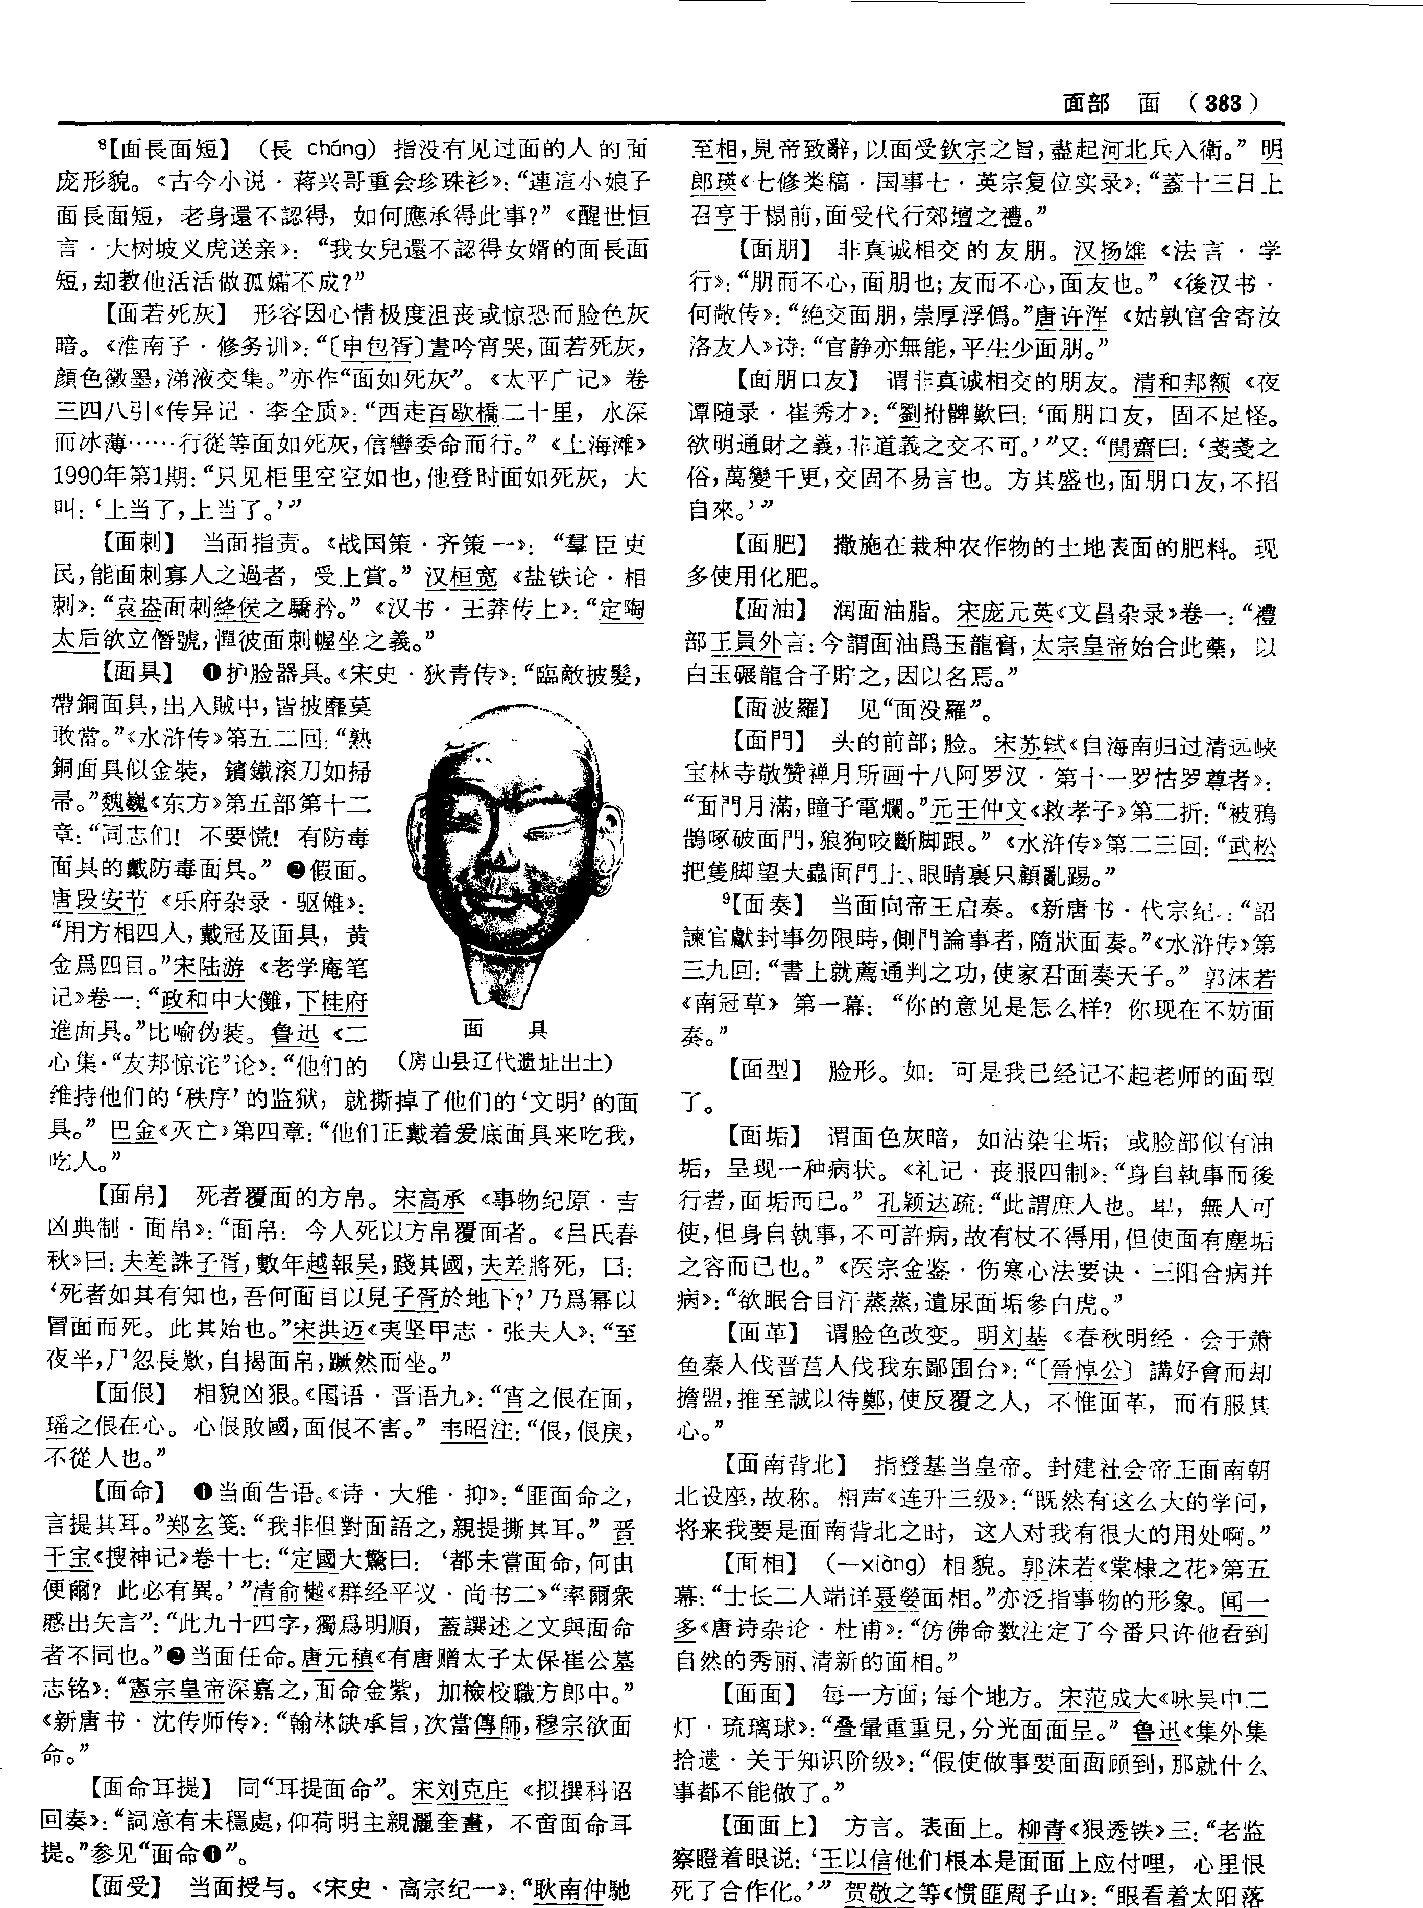 面部　面　（383）
⁸【面長面短】　（長 cháng）指没有见过面的人的面
庞形貌。《古今小说·蒋兴哥重会珍珠衫》：“連這小娘子
面長面短，老身還不認得，如何應承得此事？”《醒世恒
言·大树坡义虎送亲》：“我女兒還不認得女婿的面長面
短，却教他活活做孤孀不成？”
【面若死灰】　形容因心情极度沮丧或惊恐而脸色灰
暗。《淮南子·修务训》：“〔申包胥〕晝吟宵哭，面若死灰，
顔色黴墨，涕液交集。”亦作“面如死灰”。《太平广记》卷
三四八引《传异记·李全质》：“西走百歇橋二十里，水深
而冰薄……行從等面如死灰，信轡委命而行。”《上海滩》
1990年第1期：“只见柜里空空如也，他登时面如死灰，大
叫：‘上当了，上当了。’”
【面刺】　当面指责。《战国策·齐策一》：“羣臣吏
民，能面刺寡人之過者，受上賞。”汉桓宽《盐铁论·相
刺》：“袁盎面刺絳侯之驕矜。”《汉书·王莽传上》：“定陶
太后欲立僭號，憚彼面刺幄坐之義。”
【面具】　❶护脸器具。《宋史·狄青传》：“臨敵披髮，
帶銅面具，出入賊中，皆披靡莫
敢當。”《水浒传》第五二回：“熟
銅面具似金裝，鑌鐵滚刀如掃
帚。”魏巍《东方》第五部第十二
章：“同志们！不要慌！有防毒
面具的戴防毒面具。”❷假面。
唐段安节《乐府杂录·驱傩》：
“用方相四人，戴冠及面具，黄
金爲四目。”宋陆游《老学庵笔
记》卷一：“政和中大儺，下桂府
進面具。”比喻伪装。鲁迅《二
心集·“友邦惊诧”论》：“他们的
维持他们的‘秩序’的监狱，就撕掉了他们的‘文明’的面
具。”巴金《灭亡》第四章：“他们正戴着爱底面具来吃我，
吃人。”
面　具
（房山县辽代遗址出土）
【面帛】　死者覆面的方帛。宋高承《事物纪原·吉
凶典制·面帛》：“面帛：今人死以方帛覆面者。《吕氏春
秋》曰：夫差誅子胥，數年越報吴，踐其國，夫差將死，曰：
‘死者如其有知也，吾何面目以見子胥於地下？’乃爲幂以
冒面而死。此其始也。”宋洪迈《夷坚甲志·张夫人》：“至
夜半，尸忽長歎，自揭面帛，蹶然而坐。”
【面佷】　相貌凶狠。《国语·晋语九》：“宵之佷在面，
瑶之佷在心。心佷敗國，面佷不害。”韦昭注：“佷，佷戾，
不從人也。”
【面命】　❶当面告语。《诗·大雅·抑》：“匪面命之，
言提其耳。”郑玄笺：“我非但對面語之，親提撕其耳。”晋
干宝《搜神记》卷十七：“定國大驚曰：‘都未嘗面命，何由
便爾？此必有異。’”清俞樾《群经平议·尚书二》“率爾衆
慼出矢言”：“此九十四字，獨爲明順，蓋譔述之文與面命
者不同也。”❷当面任命。唐元稹《有唐赠太子太保崔公墓
志铭》：“憲宗皇帝深嘉之，面命金紫，加檢校職方郎中。”
《新唐书·沈传师传》：“翰林缺承旨，次當傳師，穆宗欲面
命。”
【面命耳提】　同“耳提面命”。宋刘克庄《拟撰科诏
回奏》：“詞意有未穩處，仰荷明主親灑奎畫，不啻面命耳
提。”参见“面命❶”。
【面受】　当面授与。《宋史·高宗纪一》：“耿南仲馳
至相，見帝致辭，以面受欽宗之旨，盡起河北兵入衛。”明
郎瑛《七修类稿·国事七·英宗复位实录》：“蓋十三日上
召亨于榻前，面受代行郊壇之禮。”
【面朋】　非真诚相交的友朋。汉扬雄《法言·学
行》：“朋而不心，面朋也；友而不心，面友也。”《後汉书·
何敞传》：“绝交面朋，崇厚浮僞。”唐许浑《姑孰官舍寄汝
洛友人》诗：“官静亦無能，平生少面朋。”
【面朋口友】　谓非真诚相交的朋友。清和邦额《夜
谭随录·崔秀才》：“劉拊髀歎曰：‘面朋口友，固不足怪。
欲明通財之義，非道義之交不可。’”又：“閒齋曰：‘戔戔之
俗，萬變千更，交固不易言也。方其盛也，面朋口友，不招
自來。’”
【面肥】　撒施在栽种农作物的土地表面的肥料。现
多使用化肥。
【面油】　润面油脂。宋庞元英《文昌杂录》卷一：“禮
部王員外言：今謂面油爲玉龍膏，太宗皇帝始合此藥，以
白玉碾龍合子貯之，因以名焉。”
【面波羅】　见“面没羅”。
【面門】　头的前部；脸。宋苏轼《自海南归过清远峡
宝林寺敬赞禅月所画十八阿罗汉·第十一罗怙罗尊者》：
“面門月滿，瞳子電爛。”元王仲文《救孝子》第二折：“被鴉
鵲啄破面門，狼狗咬斷脚跟。”《水浒传》第二三回：“武松
把隻脚望大蟲面門上、眼睛裏只顧亂踢。”
⁹【面奏】　当面向帝王启奏。《新唐书·代宗纪》：“詔
諫官獻封事勿限時，側門論事者，隨狀面奏。”《水浒传》第
三九回：“書上就薦通判之功，使家君面奏天子。”郭沫若
《南冠草》第一幕：“你的意见是怎么样？你现在不妨面
奏。”
【面型】　脸形。如：可是我已经记不起老师的面型
了。
【面垢】　谓面色灰暗，如沾染尘垢；或脸部似有油
垢，呈现一种病状。《礼记·丧服四制》：“身自執事而後
行者，面垢而已。”孔颖达疏：“此謂庶人也。卑，無人可
使，但身自執事，不可許病，故有杖不得用，但使面有塵垢
之容而已也。”《医宗金鉴·伤寒心法要诀·三阳合病并
病》：“欲眠合目汗蒸蒸，遺尿面垢參白虎。”
【面革】　谓脸色改变。明刘基《春秋明经·会于萧
鱼秦人伐晋莒人伐我东鄙围台》：“〔晋悼公〕講好會而却
擔盟，推至誠以待鄭，使反覆之人，不惟面革，而有服其
心。”
【面南背北】　指登基当皇帝。封建社会帝王面南朝
北设座，故称。相声《连升三级》：“既然有这么大的学问，
将来我要是面南背北之时，这人对我有很大的用处啊。”
【面相】　（—xiàng）相貌。郭沫若《棠棣之花》第五
幕：“士长二人端详聂嫈面相。”亦泛指事物的形象。闻一
多《唐诗杂论·杜甫》：“仿佛命数注定了今番只许他看到
自然的秀丽、清新的面相。”
【面面】　每一方面；每个地方。宋范成大《咏吴中二
灯·琉璃球》：“叠暈重重見，分光面面呈。”鲁迅《集外集
拾遗·关于知识阶级》：“假使做事要面面顾到，那就什么
事都不能做了。”
【面面上】　方言。表面上。柳青《狠透铁》三：“老监
察瞪着眼说：‘王以信他们根本是面面上应付哩，心里恨
死了合作化。’”贺敬之等《惯匪周子山》：“眼看着太阳落